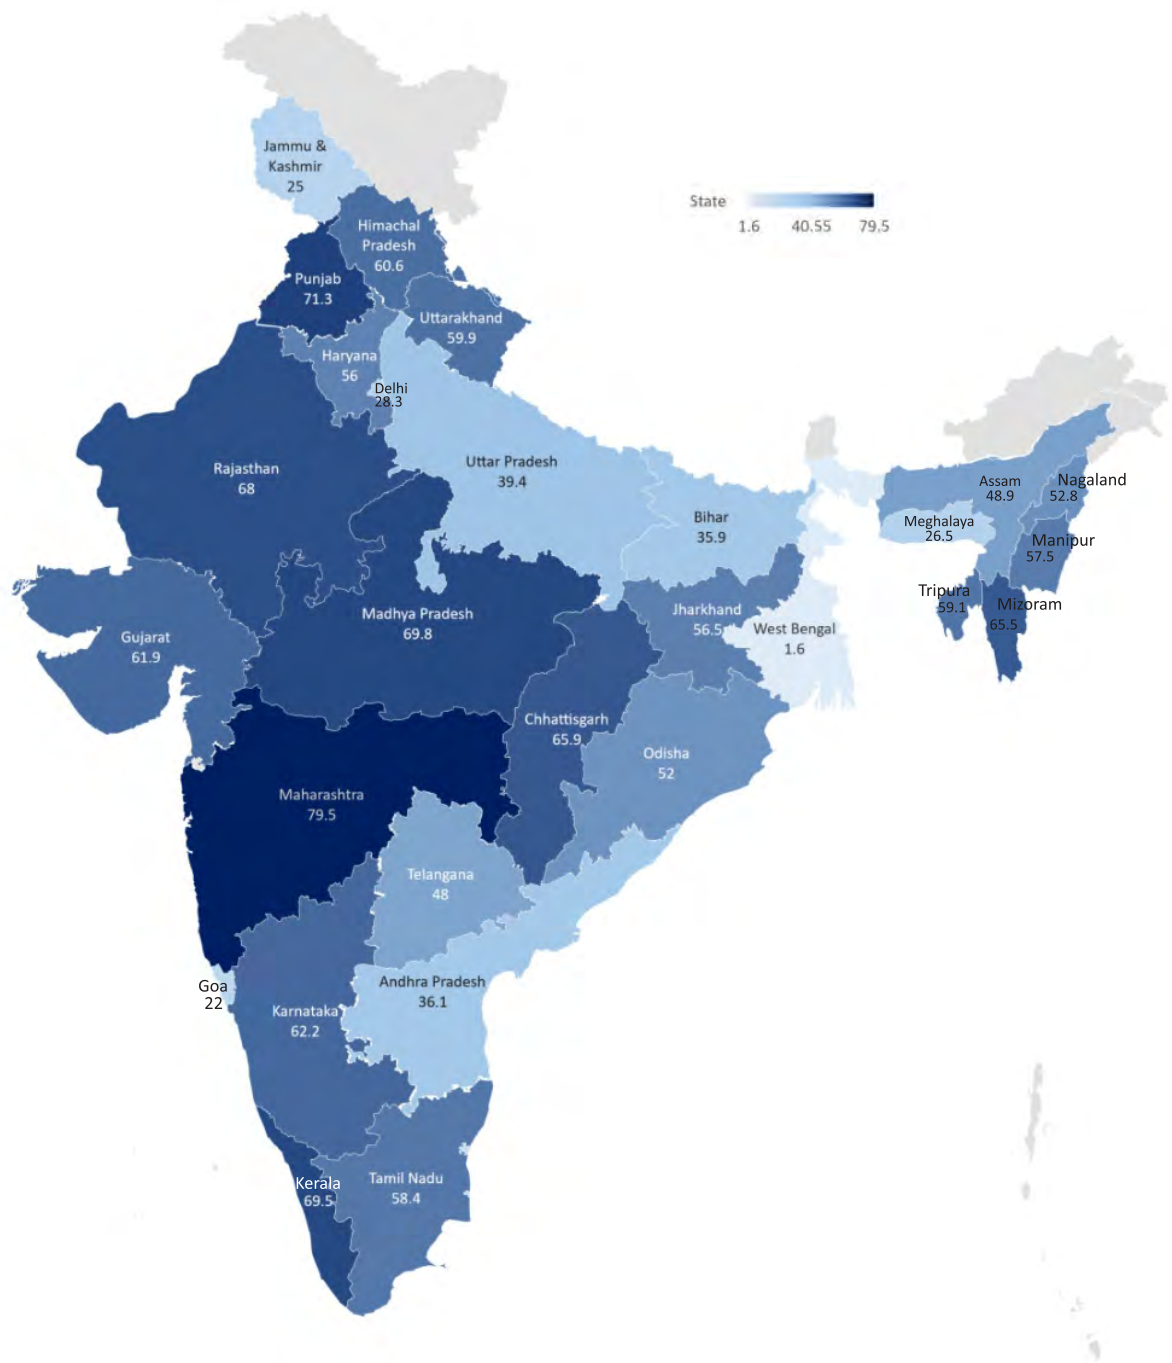 Jammu &
Kashmir
25
State
1.6 40.55 79.5
Himachal
Pradesh
60.6
Punjab
71.3
Uttarakhand
59.9
Haryana
56
Delhi
28.3
Uttar Pradesh
39.4
Rajasthan
68
Bihar
35.9
Assam
48.9
Nagaland
52.8
Meghalaya
26.5
Manipur
57.5
Tripura
59.1
Mizoram
65.5
Jharkhand
56.5
West Bengal
1.6
Madhya Pradesh
69.8
Gujarat
61.9
Chhattisgarh
65.9
Odisha
52
Maharashtra
79.5
Telangana
48
Goa
22
Andhra Pradesh
36.1
Karnataka
62.2
Kerala
69.5
Tamil Nadu
58.4